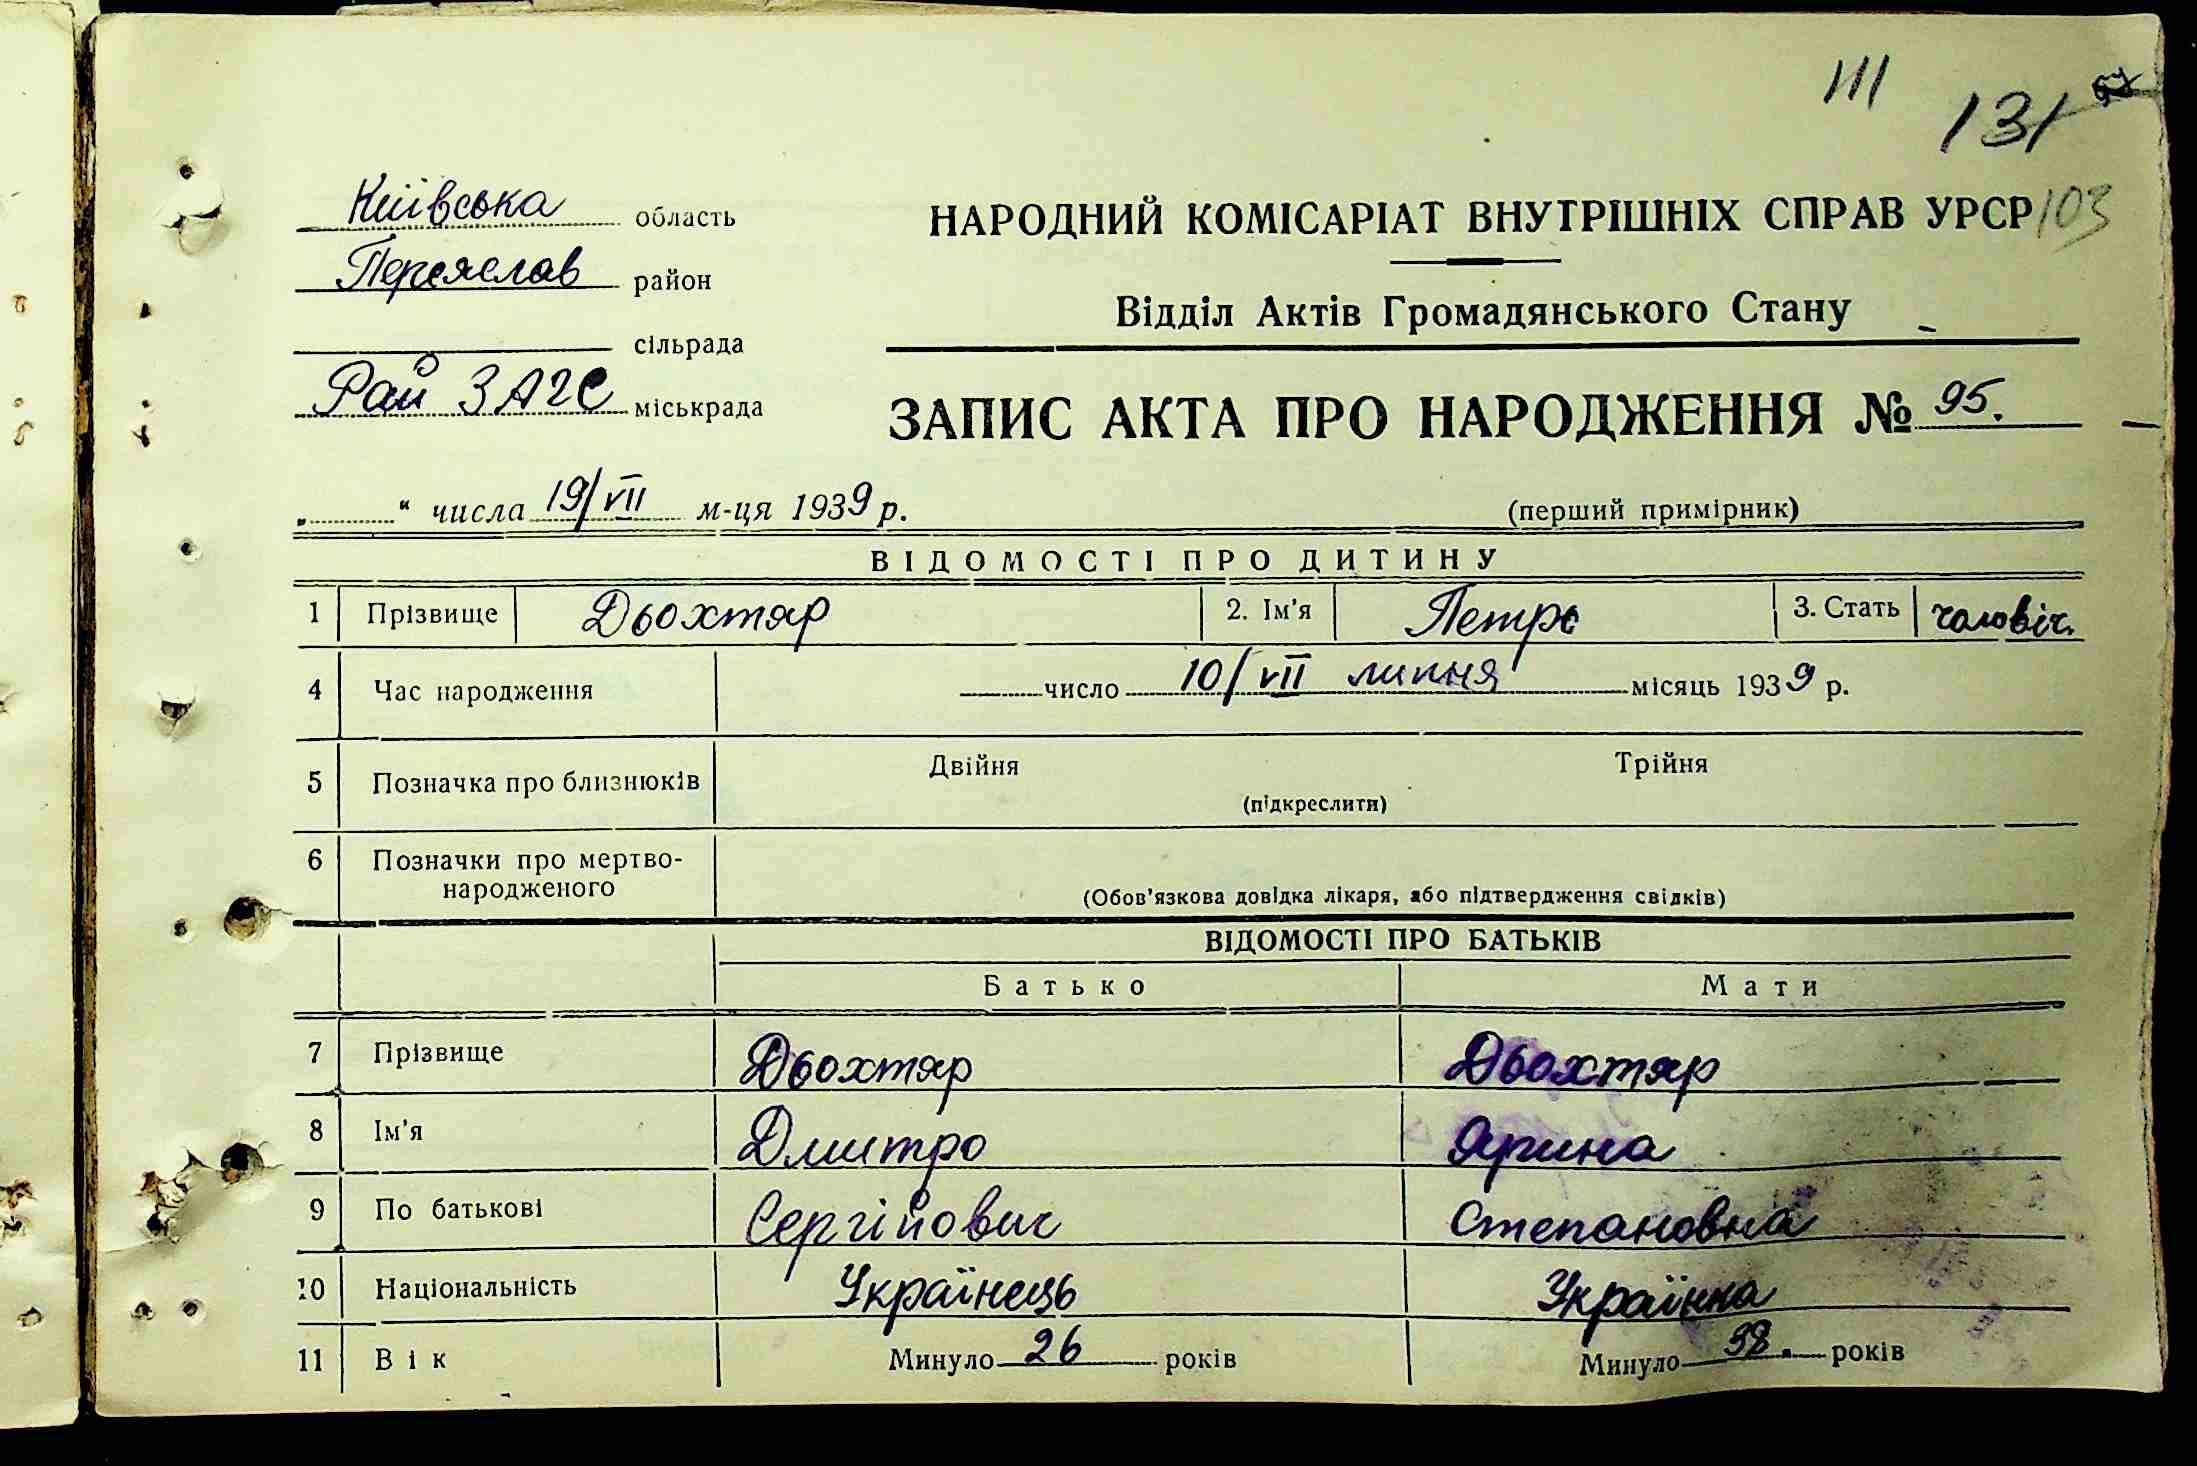 111
131
Київська область
Переяслав район
сільрада
Рай ЗАГС міськрада
НАРОДНИЙ КОМІСАРІАТ ВНУТРІШНІХ СПРАВ УРСР 103
Відділ Актів Громадянського Стану
ЗАПИС АКТА ПРО НАРОДЖЕННЯ № 95.
„ “ числа 19/VII м-ця 1939 р.
(перший примірник)
ВІДОМОСТІ ПРО ДИТИНУ
1 Прізвище Дьохтяр 2. Ім'я Петро 3. Стать чоловіч.
4 Час народження число 10/VII липня місяць 1939 р.
5 Позначка про близнюків Двійня Трійня
(підкреслити)
6 Позначки про мертво-
народженого
(Обов'язкова довідка лікаря, або підтвердження свідків)
ВІДОМОСТІ ПРО БАТЬКІВ
Батько Мати
7 Прізвище Дьохтяр Дьохтяр
8 Ім'я Дмитро Ярина
9 По батькові Сергійович Степановна
10 Національність Українець Українка
11 Вік Минуло 26 років Минуло років